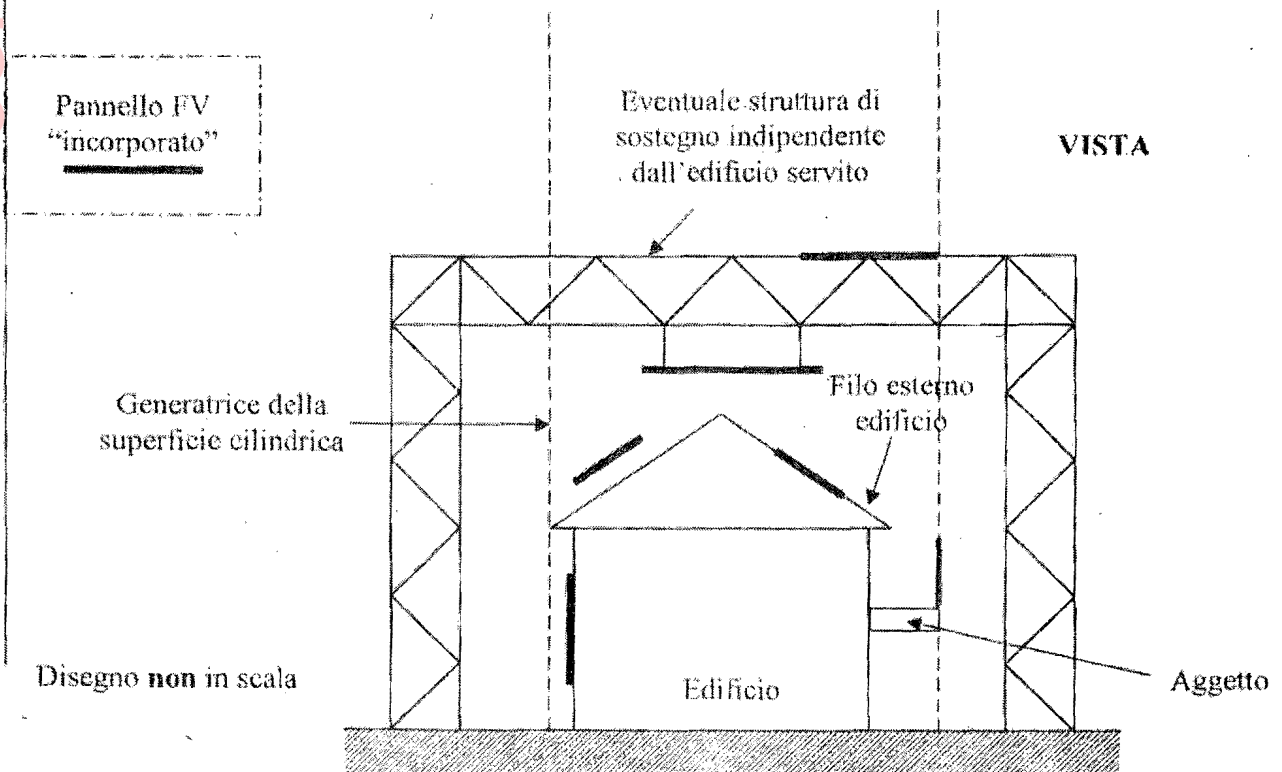 Pannello FV
“incorporato”
Eventuale struttura di
sostegno indipendente
dall'edificio servito
VISTA
Generatrice della
superficie cilindrica
Filo esterno
edificio
Edificio
Aggetto
Disegno non in scala